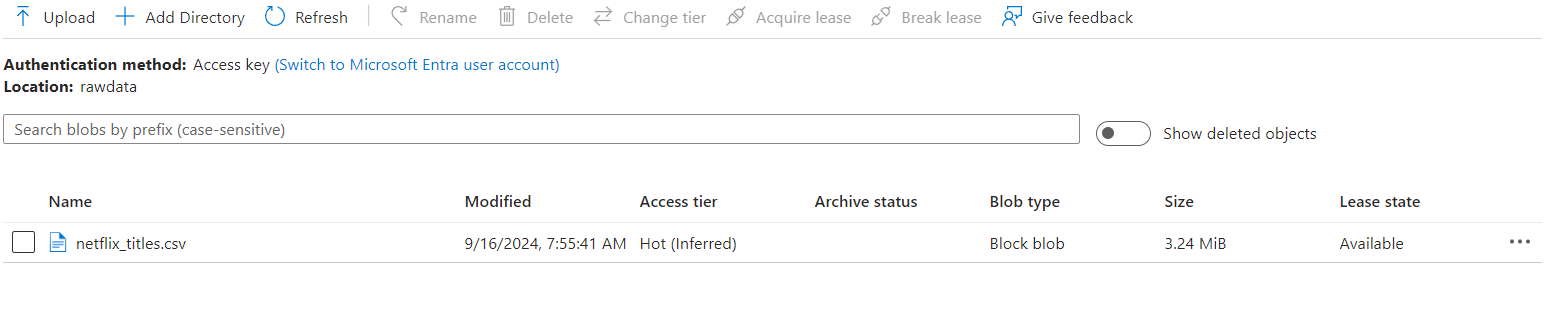 Upload Add Directory Refresh Rename Delete Change tier Acquire lease Break lease Give feedback
Authentication method: Access key (Switch to Microsoft Entra user account)
Location: rawdata
Search blobs by prefix (case-sensitive) Show deleted objects
Name Modified Access tier Archive status Blob type Size Lease state
netflix_titles.csv 9/16/2024, 7:55:41 AM Hot (Inferred) Block blob 3.24 MiB Available